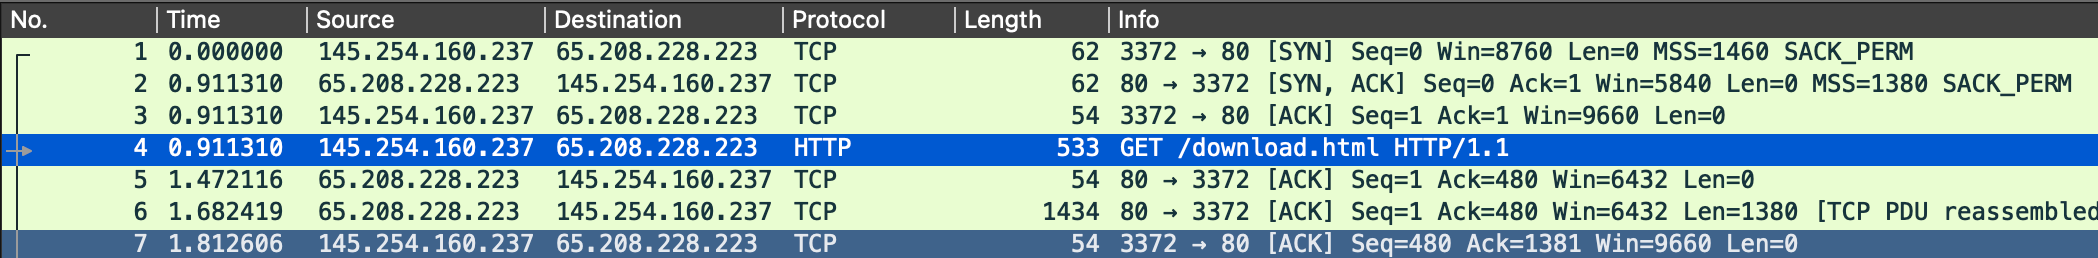 No. Time Source Destination Protocol Length Info
1 0.000000 145.254.160.237 65.208.228.223 TCP 62 3372 → 80 [SYN] Seq=0 Win=8760 Len=0 MSS=1460 SACK_PERM
2 0.911310 65.208.228.223 145.254.160.237 TCP 62 80 → 3372 [SYN, ACK] Seq=0 Ack=1 Win=5840 Len=0 MSS=1380 SACK_PERM
3 0.911310 145.254.160.237 65.208.228.223 TCP 54 3372 → 80 [ACK] Seq=1 Ack=1 Win=9660 Len=0
4 0.911310 145.254.160.237 65.208.228.223 HTTP 533 GET /download.html HTTP/1.1
5 1.472116 65.208.228.223 145.254.160.237 TCP 54 80 → 3372 [ACK] Seq=1 Ack=480 Win=6432 Len=0
6 1.682419 65.208.228.223 145.254.160.237 TCP 1434 80 → 3372 [ACK] Seq=1 Ack=480 Win=6432 Len=1380 [TCP PDU reassembled
7 1.812606 145.254.160.237 65.208.228.223 TCP 54 3372 → 80 [ACK] Seq=480 Ack=1381 Win=9660 Len=0